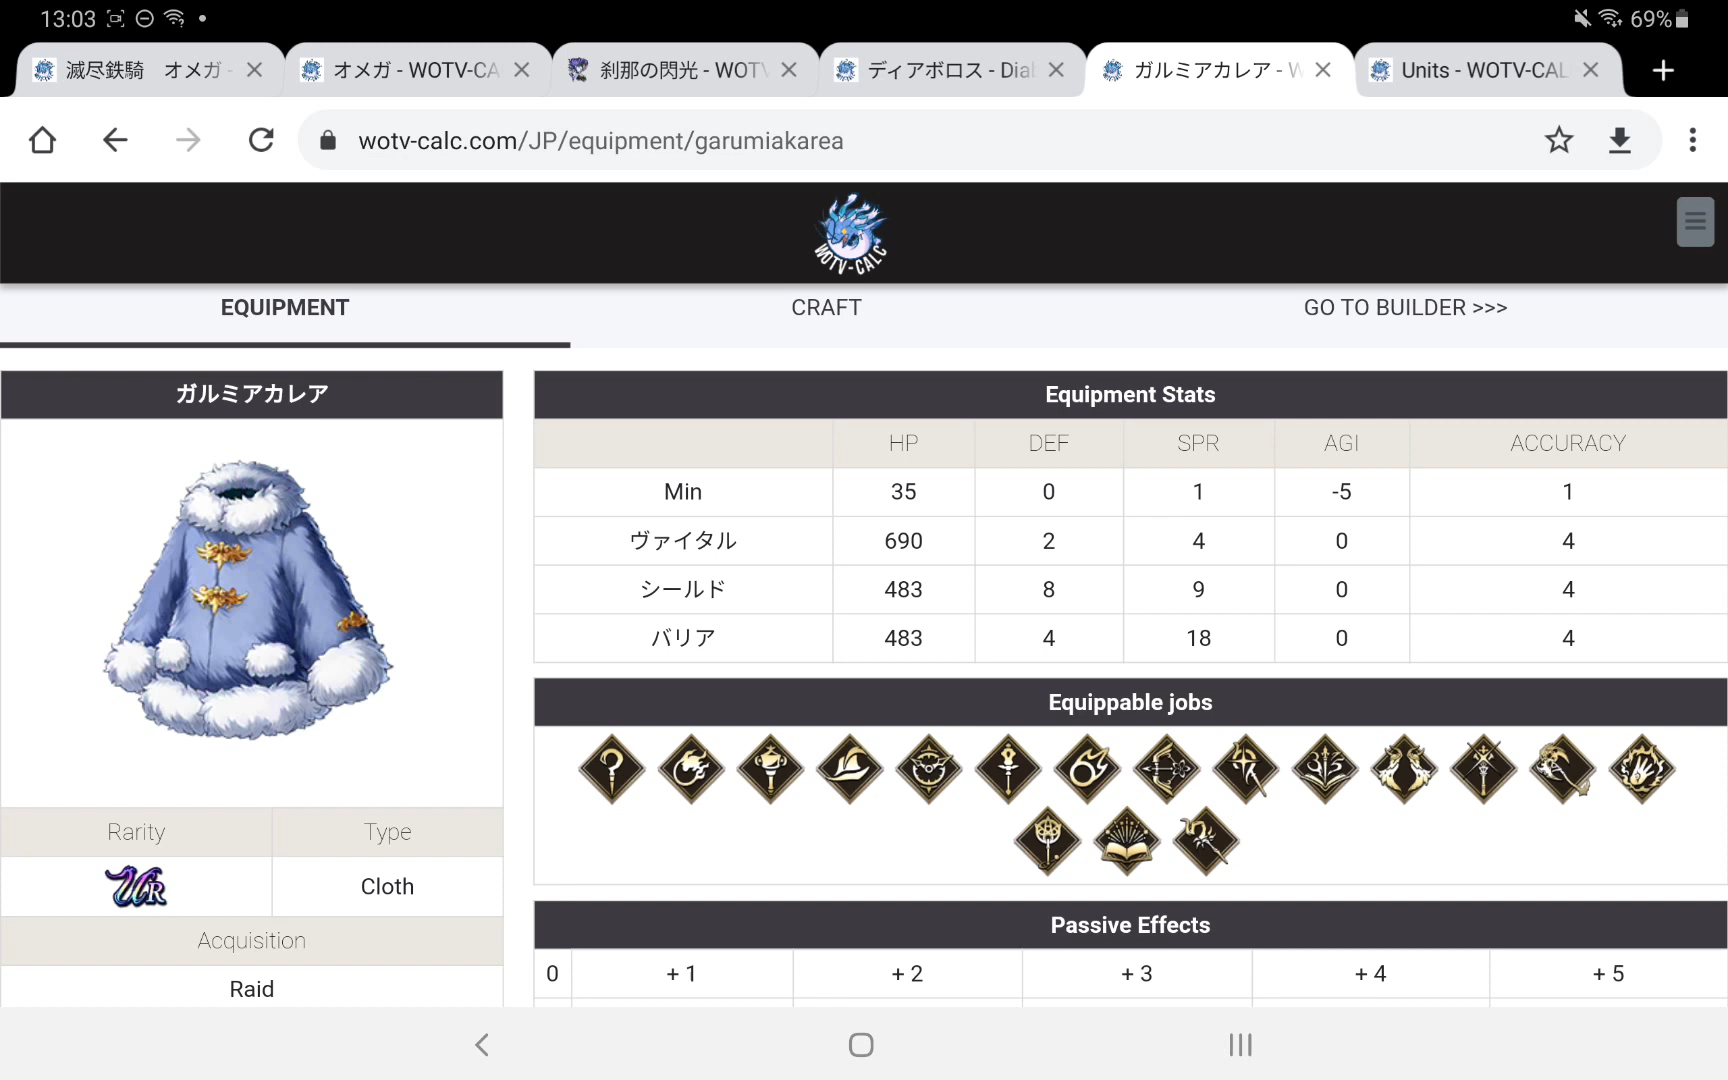 13:03 69%
滅尽鉄騎　オメガ - オメガ - WOTV-CA 刹那の閃光 - WOTV ディアボロス - Dial ガルミアカレア - W Units - WOTV-CAL
wotv-calc.com/JP/equipment/garumiakarea
WOTV-CALC
EQUIPMENT CRAFT GO TO BUILDER >>>
ガルミアカレア
Rarity Type
UR Cloth
Acquisition
Raid
Equipment Stats
HP DEF SPR AGI ACCURACY
Min 35 0 1 -5 1
ヴァイタル 690 2 4 0 4
シールド 483 8 9 0 4
バリア 483 4 18 0 4
Equippable jobs
Passive Effects
0 + 1 + 2 + 3 + 4 + 5